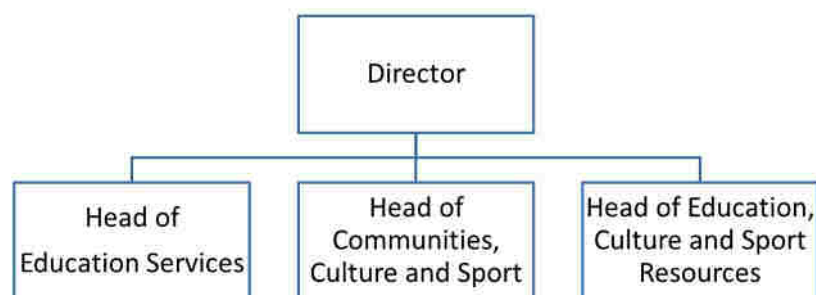 Director
Head of
Education Services
Head of
Communities,
Culture and Sport
Head of Education,
Culture and Sport
Resources